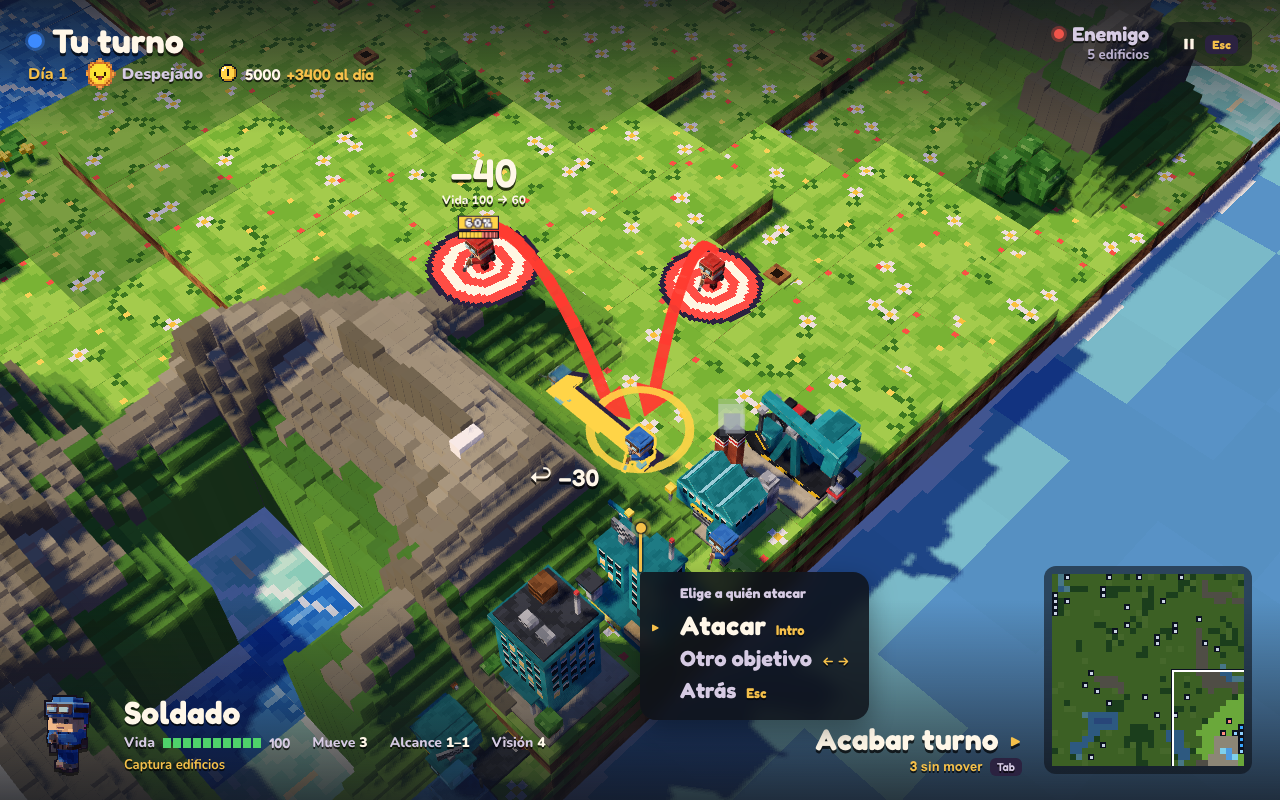 Tu turno
Día 1 Despejado 5000 +3400 al día
Enemigo
5 edificios
Esc
−40
Vida 100 → 60
60%
−30
Elige a quién atacar
Atacar Intro
Otro objetivo ← →
Atrás Esc
Soldado
Vida 100 Mueve 3 Alcance 1–1 Visión 4
Captura edificios
Acabar turno
3 sin mover Tab